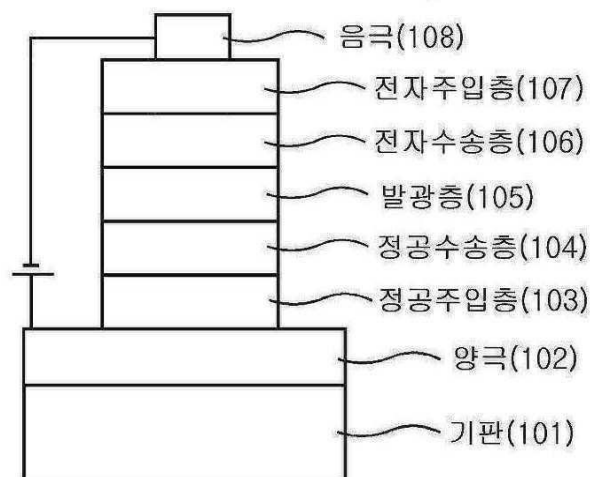 음극(108)
전자주입층(107)
전자수송층(106)
발광층(105)
정공수송층(104)
정공주입층(103)
양극(102)
기판(101)